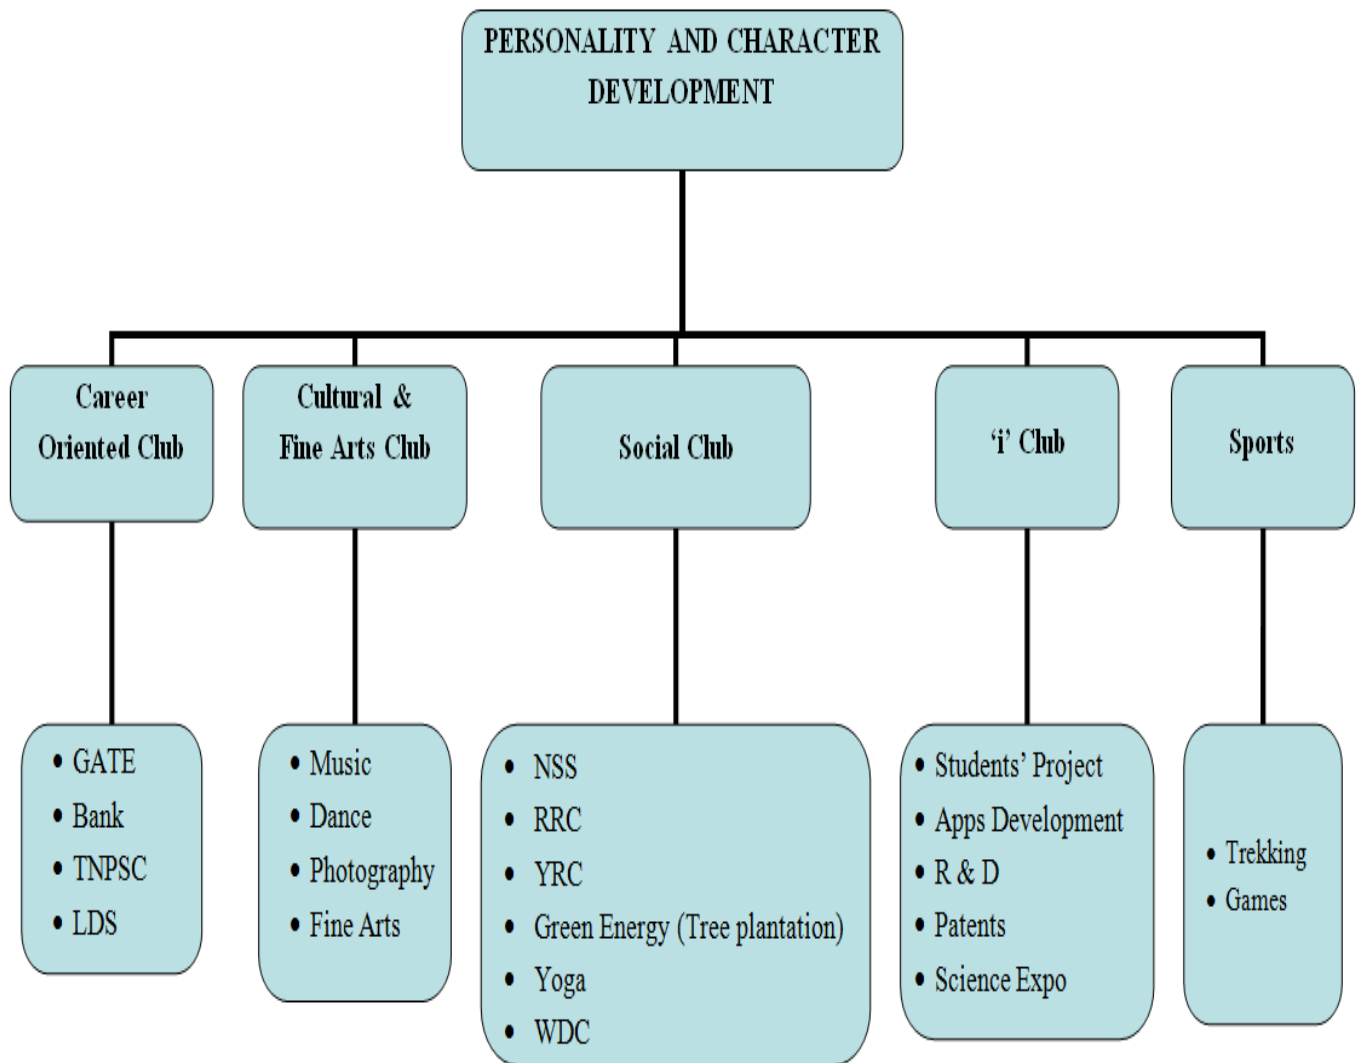 PERSONALITY AND CHARACTER
DEVELOPMENT
Career
Oriented Club
Cultural &
Fine Arts Club
Social Club
‘i’ Club
Sports
• GATE
• Bank
• TNPSC
• LDS
• Music
• Dance
• Photography
• Fine Arts
• NSS
• RRC
• YRC
• Green Energy (Tree plantation)
• Yoga
• WDC
• Students’ Project
• Apps Development
• R & D
• Patents
• Science Expo
• Trekking
• Games